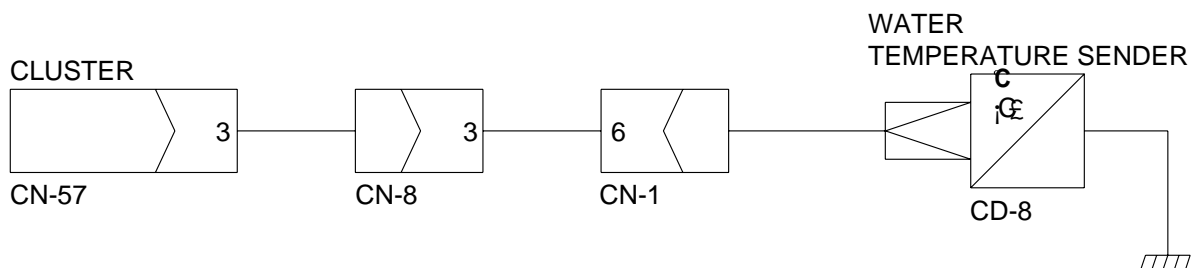 WATER
TEMPERATURE SENDER
CLUSTER
C
¡Œ
3
3
6
CN-57
CN-8
CN-1
CD-8